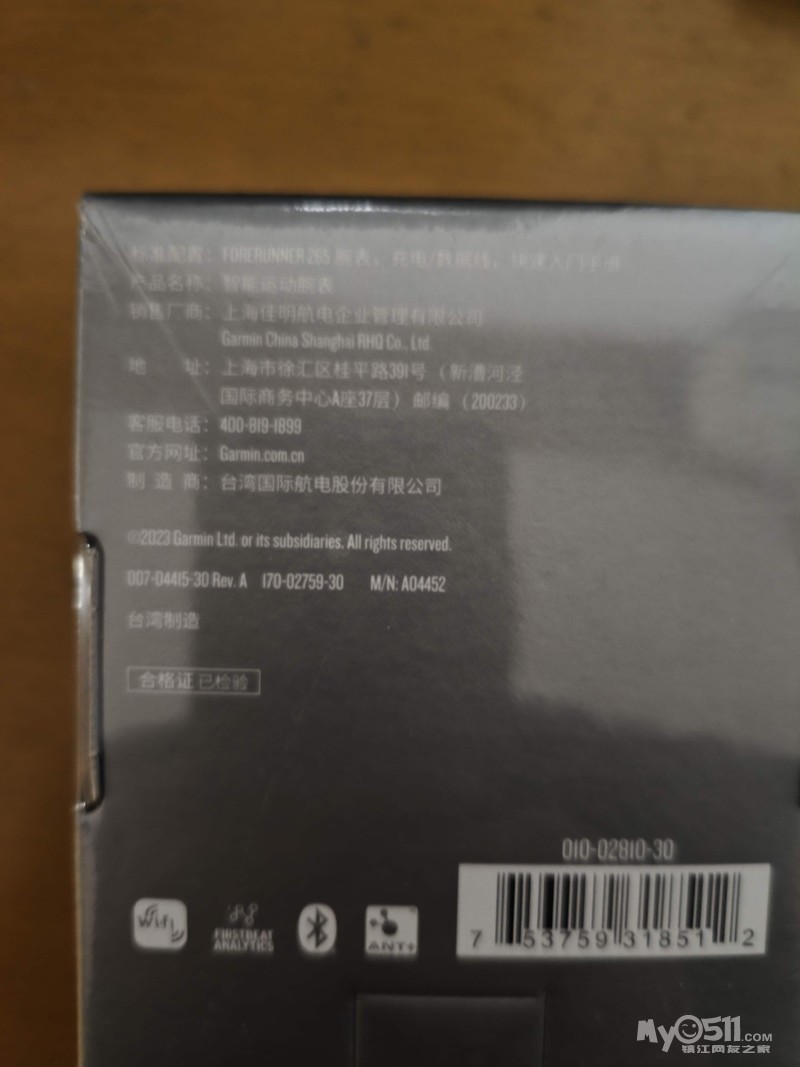 标准配置：FORERUNNER 265 腕表，充电/数据线，快速入门手册
产品名称：智能运动腕表
销售厂商：上海佳明航电企业管理有限公司
Garmin China Shanghai RHQ Co., Ltd.
地 址：上海市徐汇区桂平路391号（新漕河泾
国际商务中心A座37层）邮编（200233）
客服电话：400-819-1899
官方网址：Garmin.com.cn
制 造 商：台湾国际航电股份有限公司
©2023 Garmin Ltd. or its subsidiaries. All rights reserved.
007-04415-30 Rev. A 170-02759-30 M/N: A04452
台湾制造
合格证 已检验
010-02810-30
7 53759 31851 2
WiFi
FIRSTBEAT
ANALYTICS
ANT+
My0511.COM
镇江网友之家